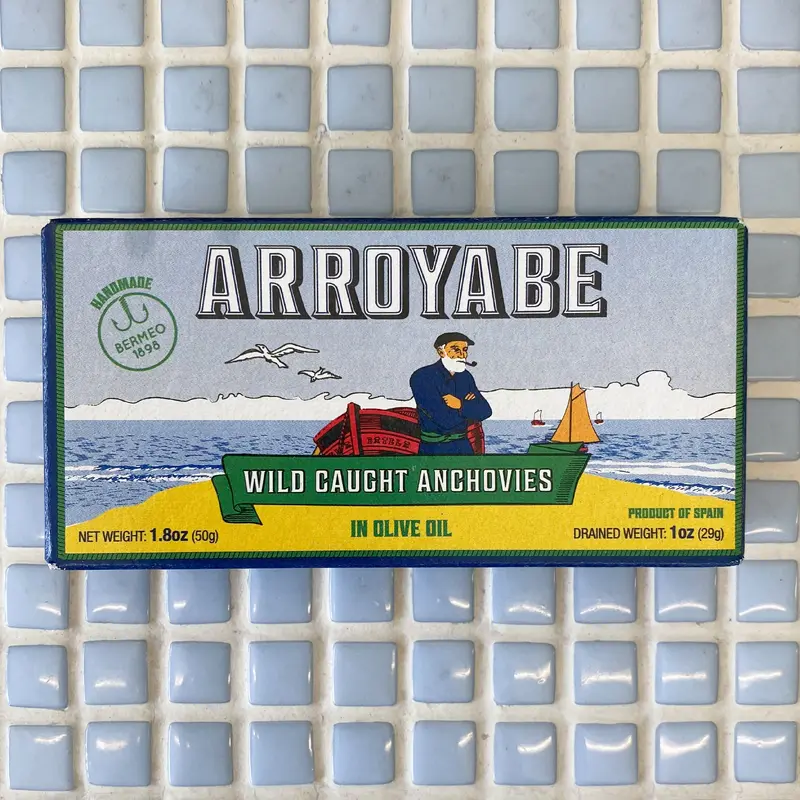 ARROYABE
HANDMADE
BERMEO
1898
WILD CAUGHT ANCHOVIES
IN OLIVE OIL
PRODUCT OF SPAIN
NET WEIGHT: 1.8oz (50g)
DRAINED WEIGHT: 1oz (29g)